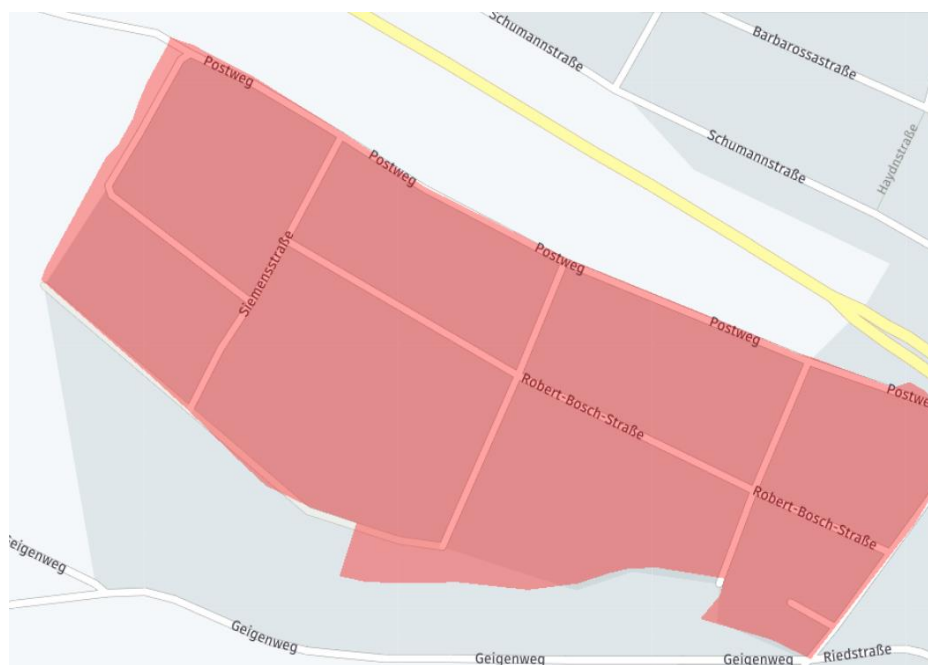 Schumannstraße
Barbarossastraße
Postweg
Schumannstraße
Haydnstraße
Postweg
Siemensstraße
Postweg
Postweg
Robert-Bosch-Straße
Postweg
Robert-Bosch-Straße
Geigenweg
Geigenweg
Geigenweg
Geigenweg
Riedstraße